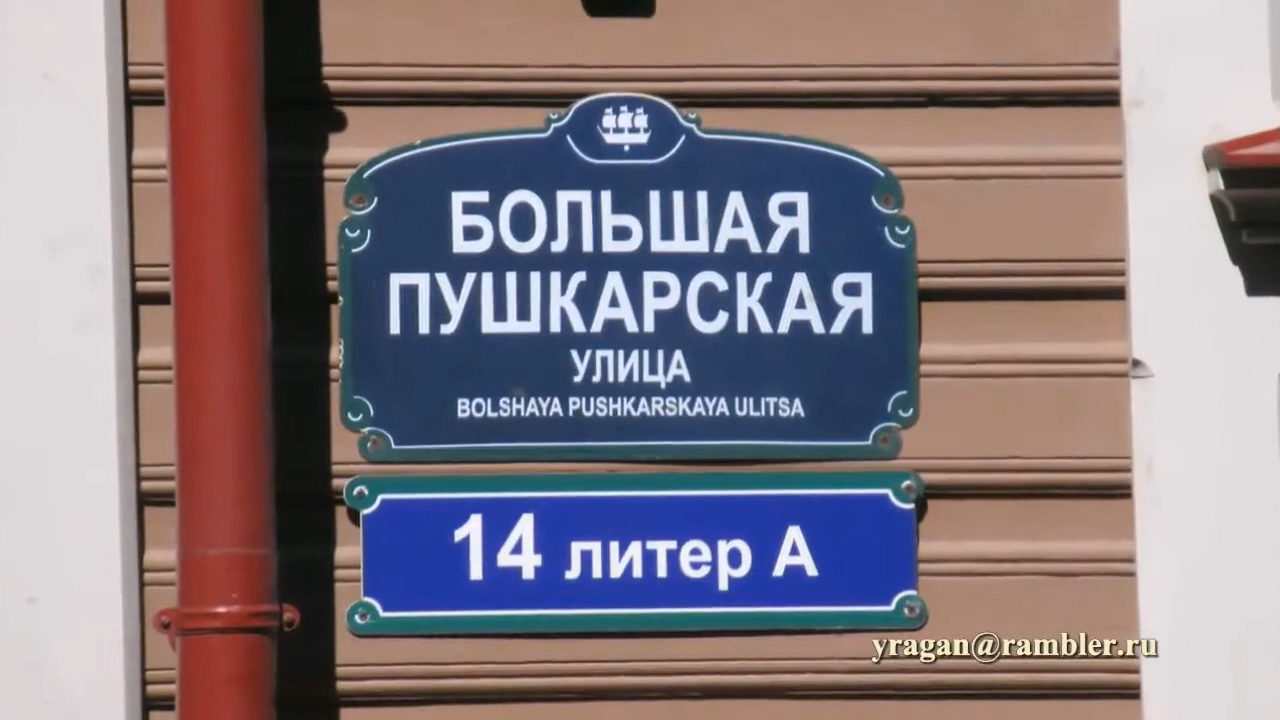 БОЛЬШАЯ
ПУШКАРСКАЯ
УЛИЦА
BOLSHAYA PUSHKARSKAYA ULITSA
14 литер А
yragan@rambler.ru